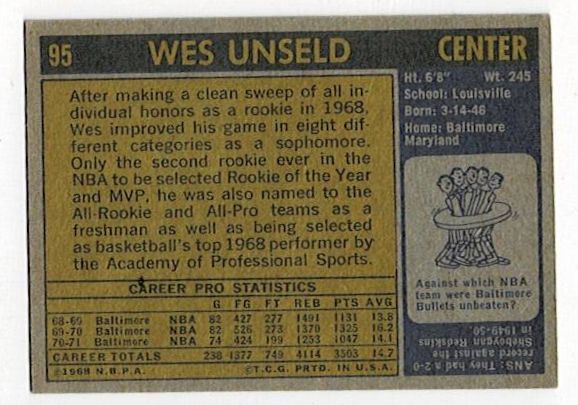 95 WES UNSELD CENTER
After making a clean sweep of all in-
dividual honors as a rookie in 1968,
Wes improved his game in eight dif-
ferent categories as a sophomore.
Only the second rookie ever in the
NBA to be selected Rookie of the Year
and MVP, he was also named to the
All-Rookie and All-Pro teams as a
freshman as well as being selected
as basketball's top 1968 performer by
the Academy of Professional Sports.
CAREER PRO STATISTICS
G FG FT REB PTS AVG
68-69 Baltimore NBA 82 427 277 1491 1131 13.8
69-70 Baltimore NBA 82 526 273 1370 1325 16.2
70-71 Baltimore NBA 74 424 199 1253 1047 14.1
CAREER TOTALS 238 1377 749 4114 3503 14.7
©1968 N.B.P.A. ©T.C.G. PRTD. IN U.S.A.
Ht. 6'8" Wt. 245
School: Louisville
Born: 3-14-46
Home: Baltimore
Maryland
Against which NBA
team were Baltimore
Bullets unbeaten?
ANS: They had a 2-0
record against the
Sheboygan Redskins
in 1949-50.